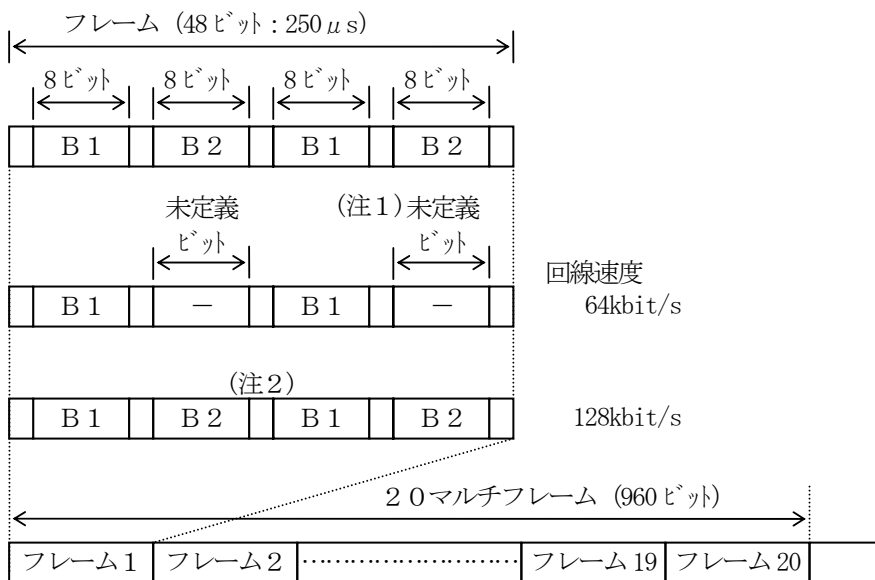 フレーム (48ﾋﾞｯﾄ：250μs)
8ﾋﾞｯﾄ 8ﾋﾞｯﾄ 8ﾋﾞｯﾄ 8ﾋﾞｯﾄ
Ｂ１ Ｂ２ Ｂ１ Ｂ２
未定義 (注１)未定義
ﾋﾞｯﾄ ﾋﾞｯﾄ
回線速度
Ｂ１ － Ｂ１ － 64kbit/s
(注２)
Ｂ１ Ｂ２ Ｂ１ Ｂ２ 128kbit/s
２０マルチフレーム (960ﾋﾞｯﾄ)
フレーム1 フレーム2 …………………… フレーム19 フレーム20